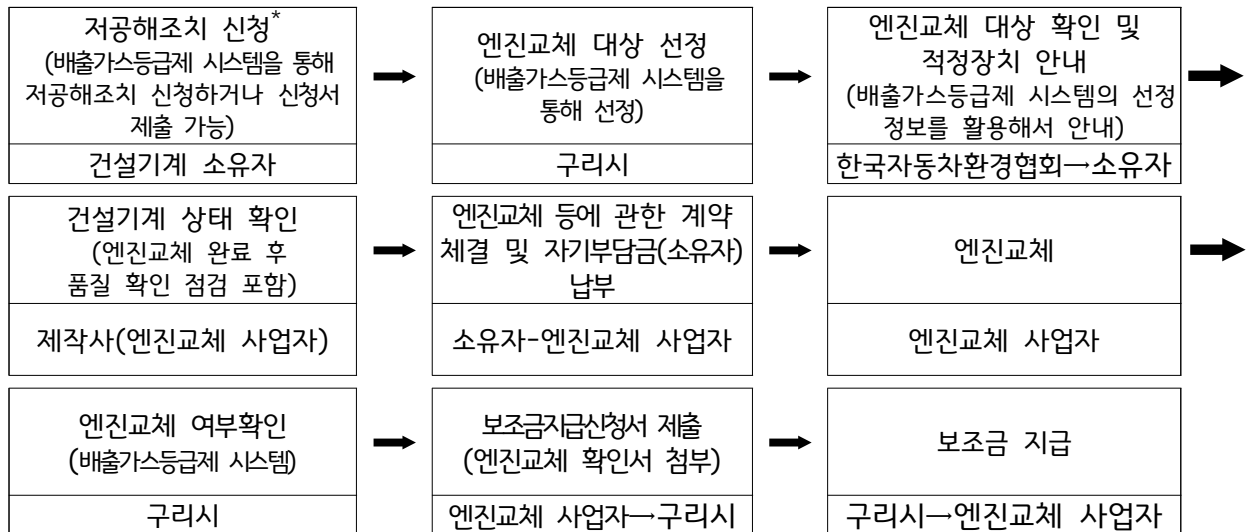 저공해조치 신청*
(배출가스등급제 시스템을 통해
저공해조치 신청하거나 신청서
제출 가능)
건설기계 소유자
엔진교체 대상 선정
(배출가스등급제 시스템을
통해 선정)
구리시
엔진교체 대상 확인 및
적정장치 안내
(배출가스등급제 시스템의 선정
정보를 활용해서 안내)
한국자동차환경협회→소유자
건설기계 상태 확인
(엔진교체 완료 후
품질 확인 점검 포함)
제작사(엔진교체 사업자)
엔진교체 등에 관한 계약
체결 및 자기부담금(소유자)
납부
소유자-엔진교체 사업자
엔진교체
엔진교체 사업자
엔진교체 여부확인
(배출가스등급제 시스템)
구리시
보조금지급신청서 제출
(엔진교체 확인서 첨부)
엔진교체 사업자→구리시
보조금 지급
구리시→엔진교체 사업자